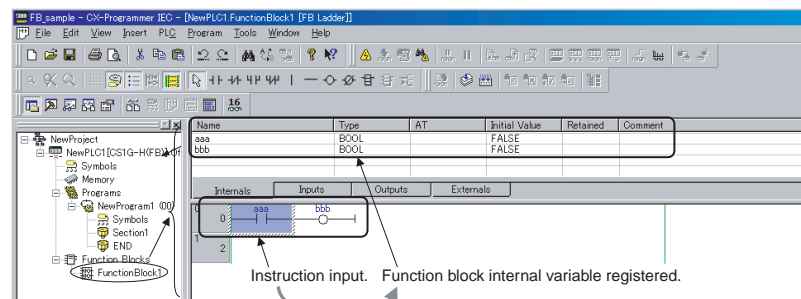 FB_sample - CX-Programmer IEC - [NewPLC1.FunctionBlock1 [FB Ladder]]
File Edit View Insert PLC Program Tools Window Help
16
Name Type AT Initial Value Retained Comment
aaa BOOL FALSE
bbb BOOL FALSE
NewProject
NewPLC1[CS1G-H(FB)] Of
Symbols
Memory
Programs
NewProgram1 (00)
Symbols
Section1
END
Function Blocks
FunctionBlock1
Internals Inputs Outputs Externals
0
0 aaa bbb
1
2
Instruction input. Function block internal variable registered.